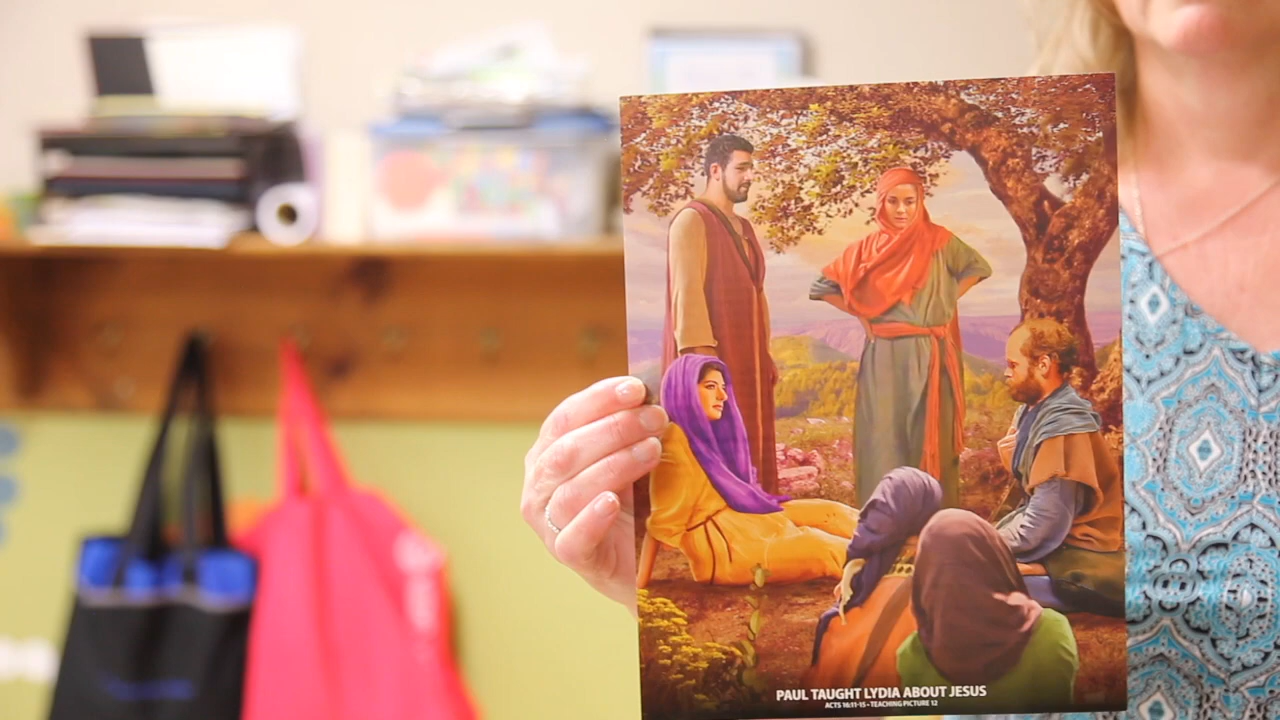 PAUL TAUGHT LYDIA ABOUT JESUS
ACTS 16:11-15 • TEACHING PICTURE 12